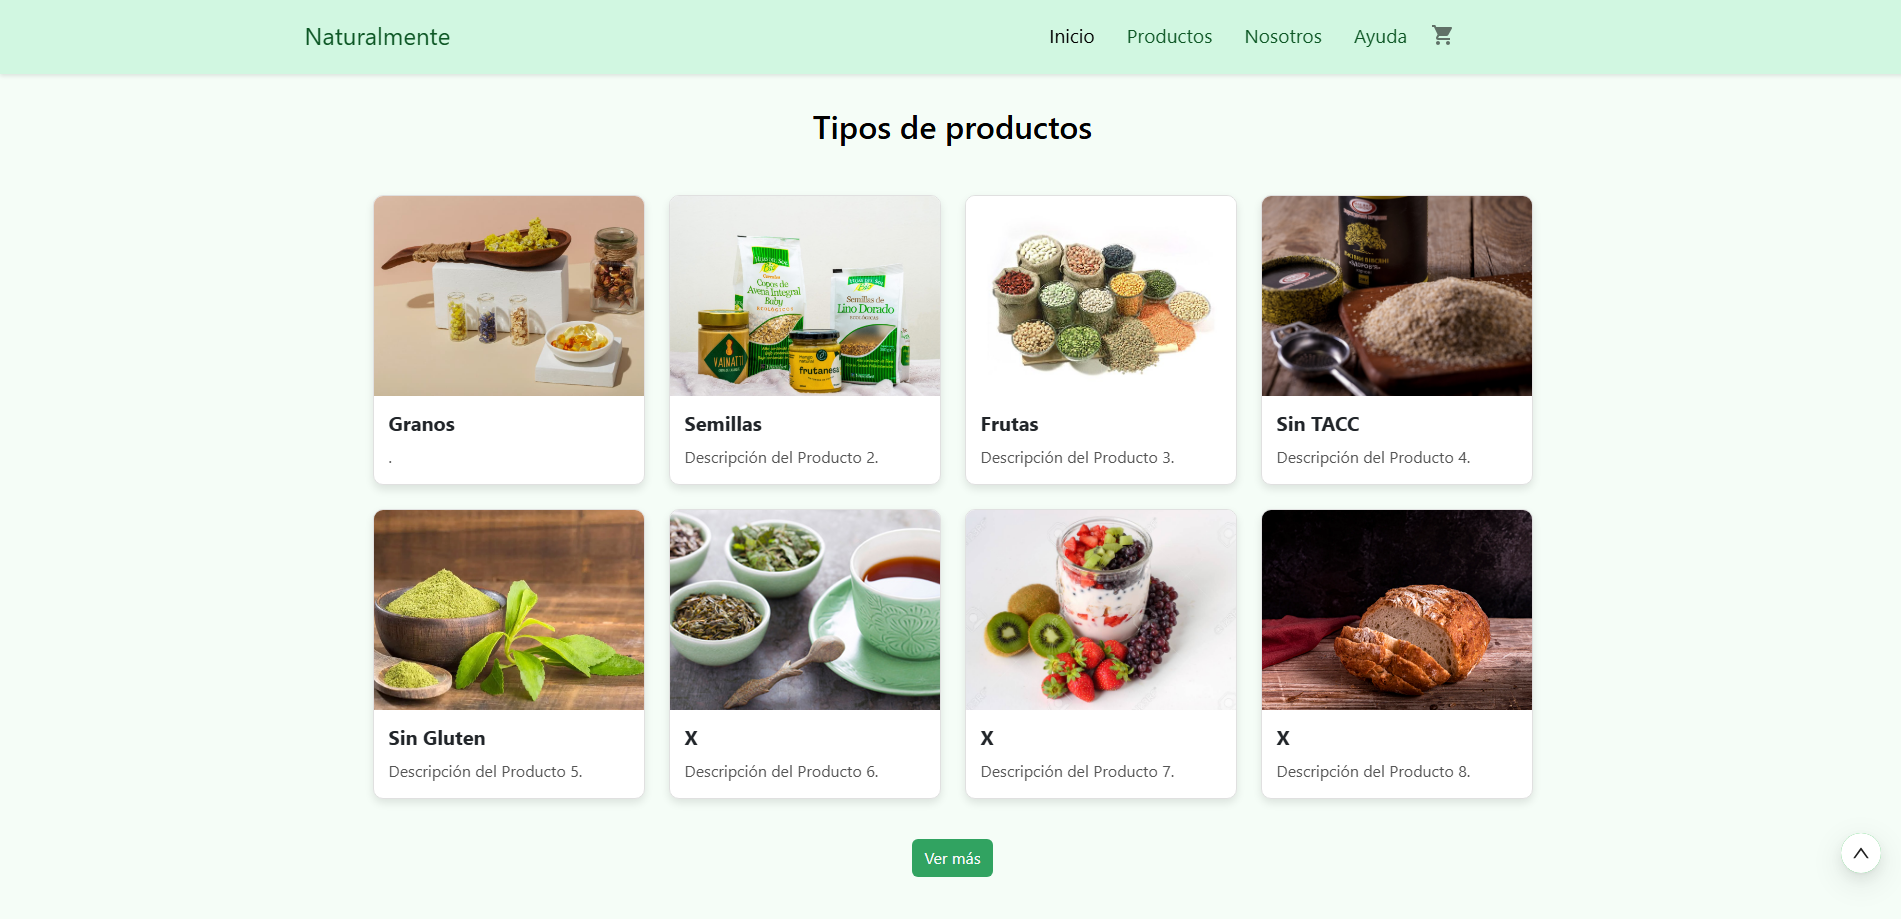 Naturalmente
Inicio
Productos
Nosotros
Ayuda
Tipos de productos
Copos de
Avena Integral
Baby
Semillas de
Lino Dorado
VAINATTI
frutanesa
Granos
.
Semillas
Descripción del Producto 2.
Frutas
Descripción del Producto 3.
Sin TACC
Descripción del Producto 4.
Sin Gluten
Descripción del Producto 5.
X
Descripción del Producto 6.
X
Descripción del Producto 7.
X
Descripción del Producto 8.
Ver más